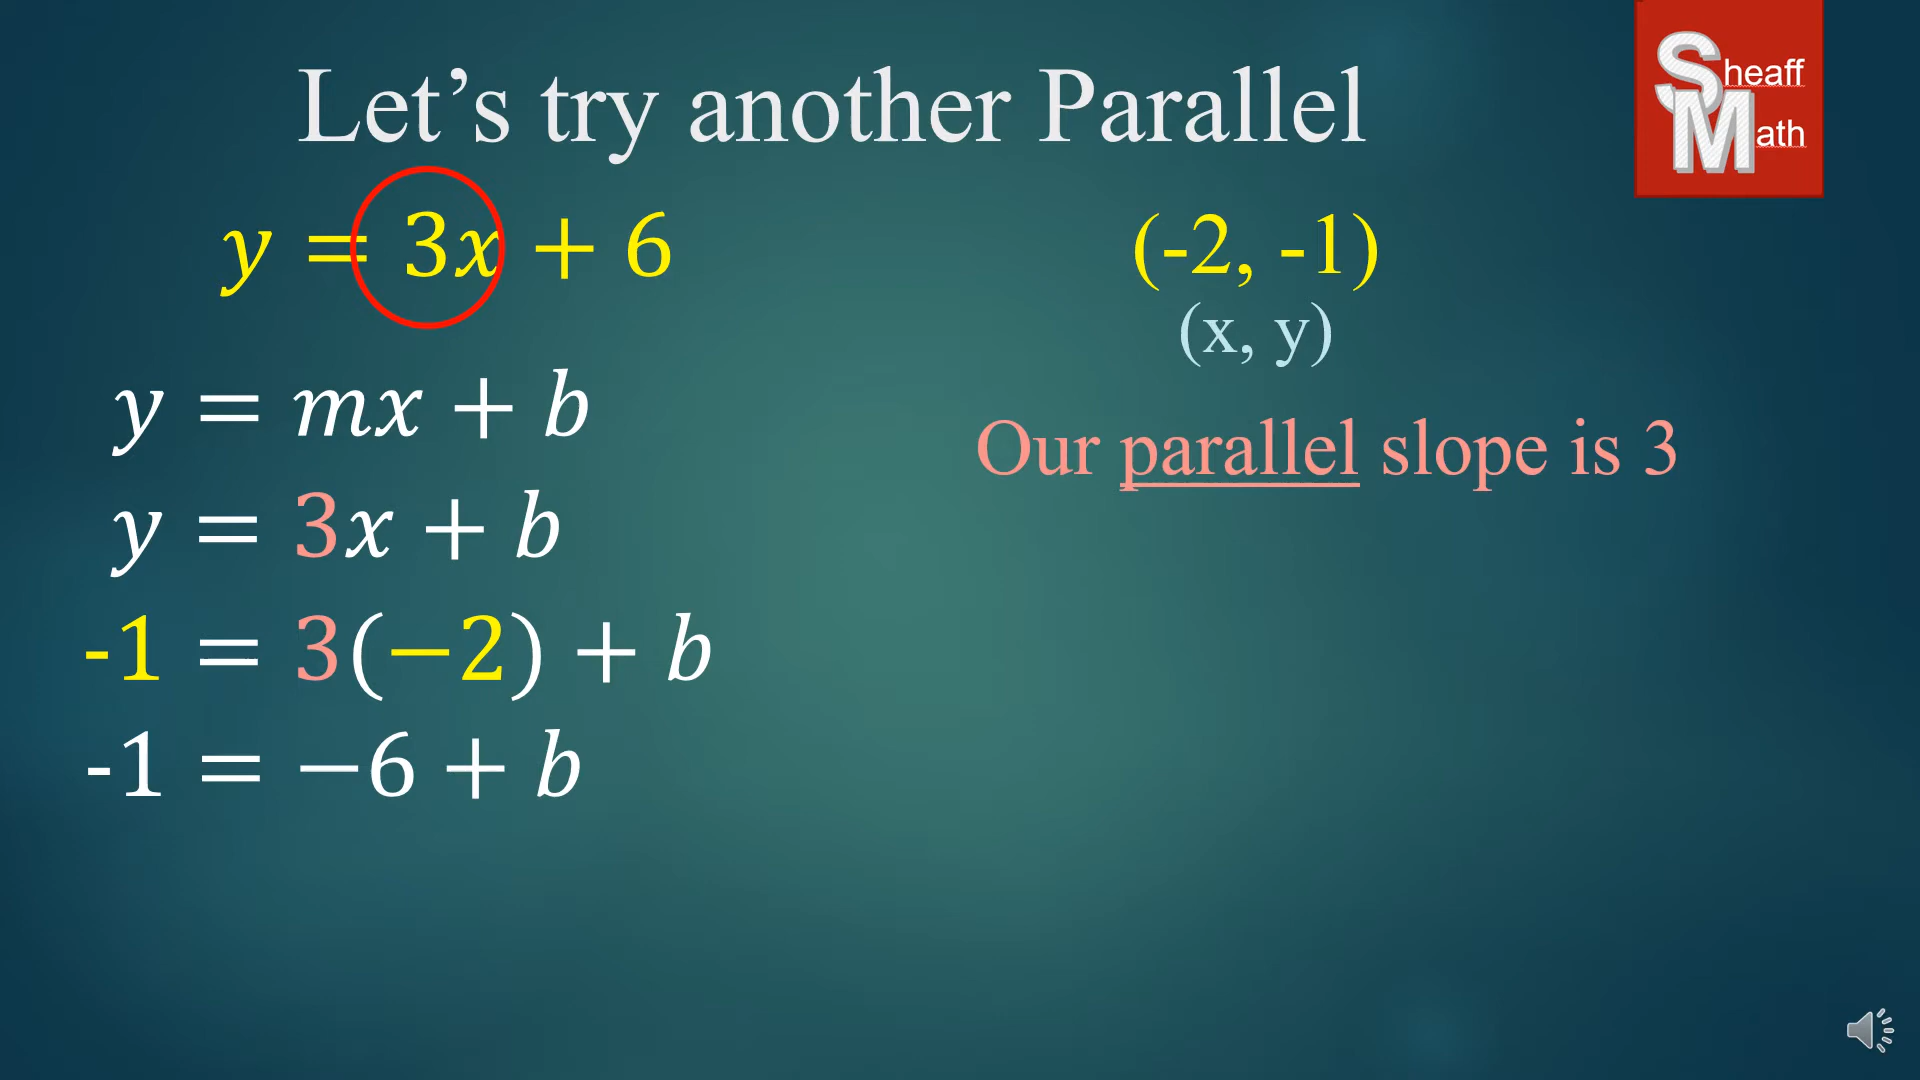 Let’s try another Parallel
Sheaff
Math
y = 3x + 6
(-2, -1)
(x, y)
y = mx + b
Our parallel slope is 3
y = 3x + b
-1 = 3(−2) + b
-1 = −6 + b